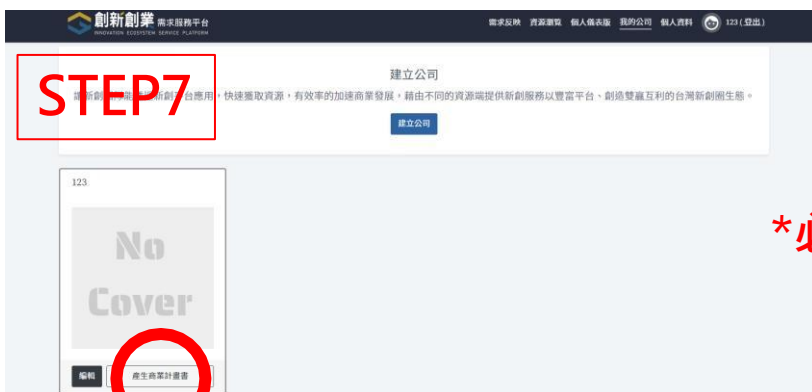 創新創業 需求服務平台
INNOVATION ECOSYSTEM SERVICE PLATFORM
需求反映 資源瀏覽 個人儀表版 我的公司 個人資料 123 (登出)
建立公司
STEP7
新創 台應用，快速獲取資源，有效率的加速商業發展，藉由不同的資源端提供新創服務以豐富平台、創造雙贏互利的台灣新創圈生態。
建立公司
123
No
Cover
*必
編輯 產生商業計畫書